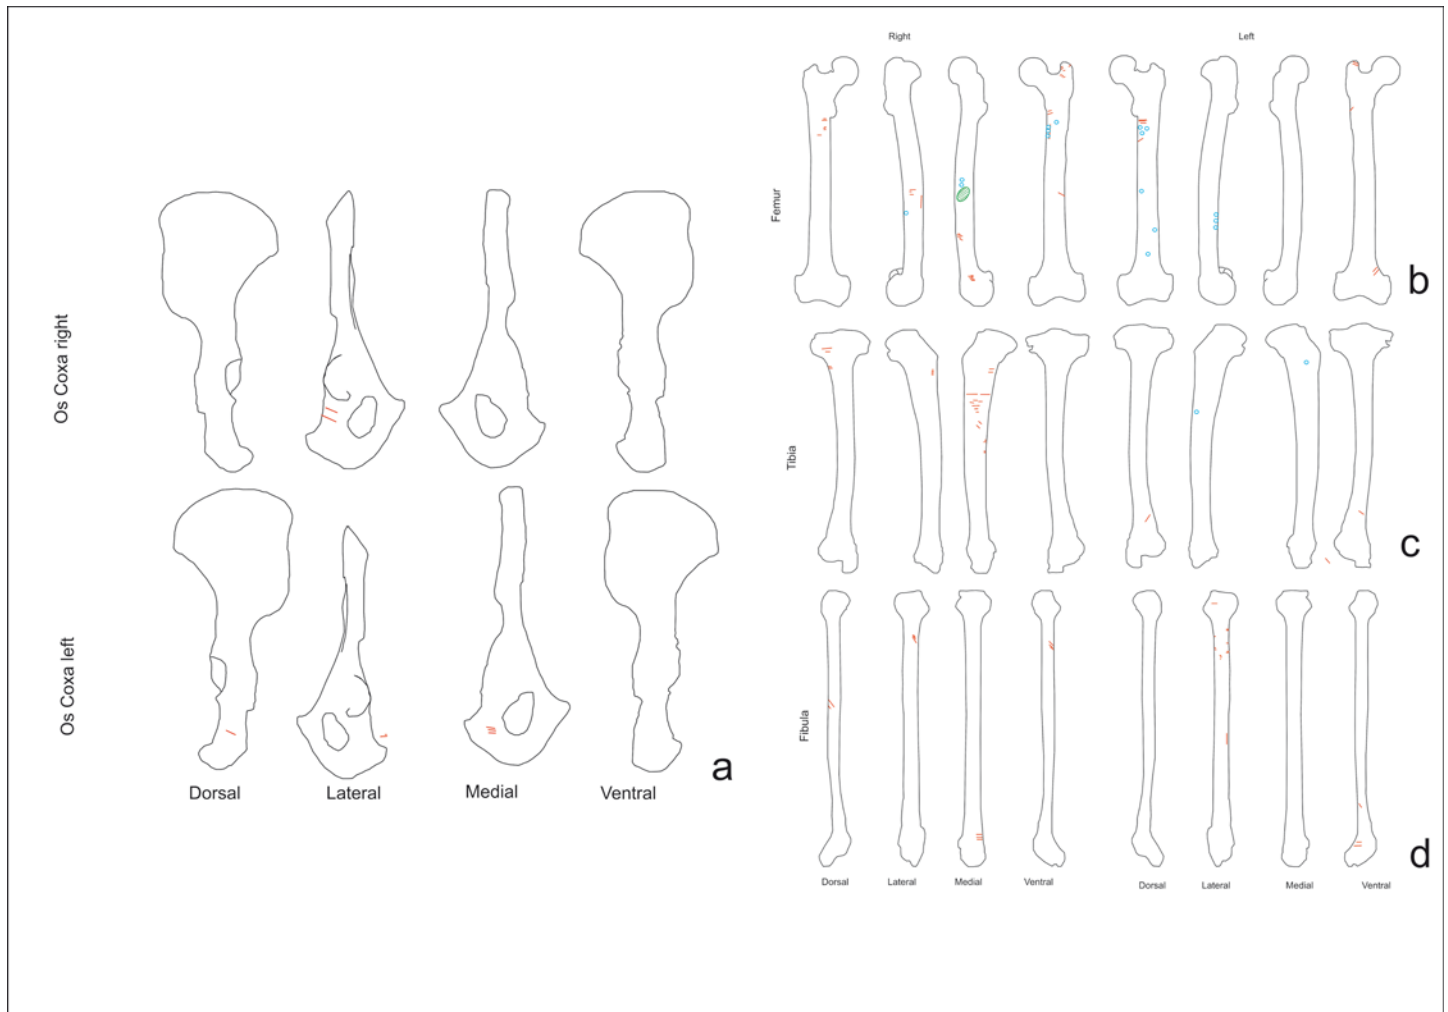 Os Coxa right
Os Coxa left
Dorsal Lateral Medial Ventral
a
Right Left
Femur
b
Tibia
c
Fibula
d
Dorsal Lateral Medial Ventral Dorsal Lateral Medial Ventral